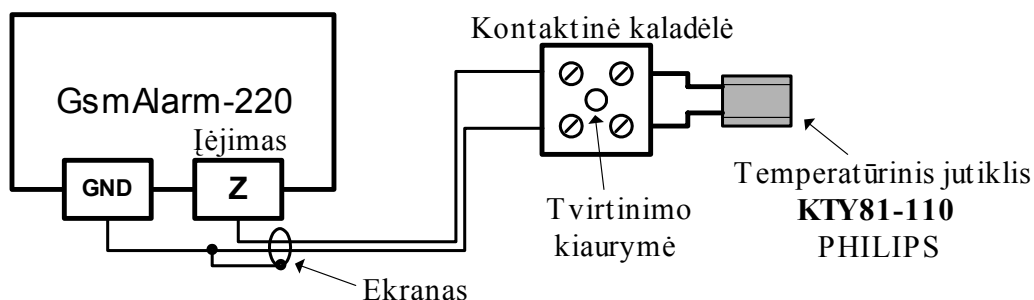 Kontaktinė kaladėlė
GsmAlarm-220
Įėjimas
GND
Z
Temperatūrinis jutiklis
KTY81-110
PHILIPS
Tvirtinimo
kiaurymė
Ekranas